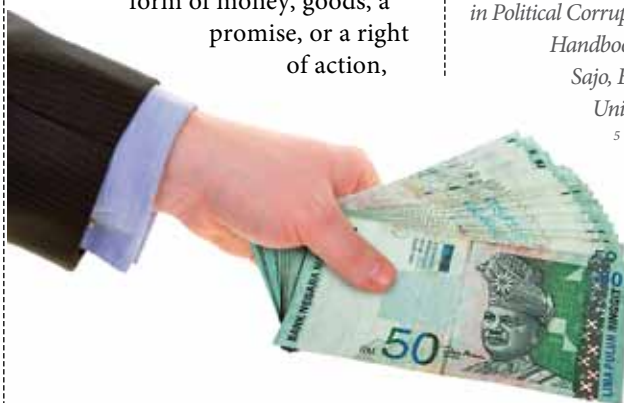 form of money, goods, a
promise, or a right
of action,
in Political Corrup
Handboo
Sajo, E
Uni
5
BANK NEGARA M
RM 50
LIMA PULUH RINGGIT